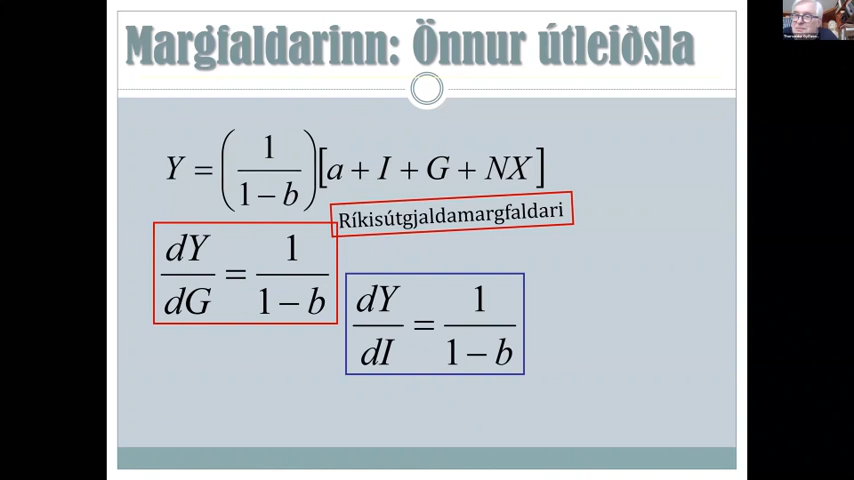 Margfaldarinn: Önnur útleiðsla
Y = (1 / (1 − b)) [a + I + G + NX]
Ríkisútgjaldamargfaldari
dY/dG = 1 / (1 − b)
dY/dI = 1 / (1 − b)